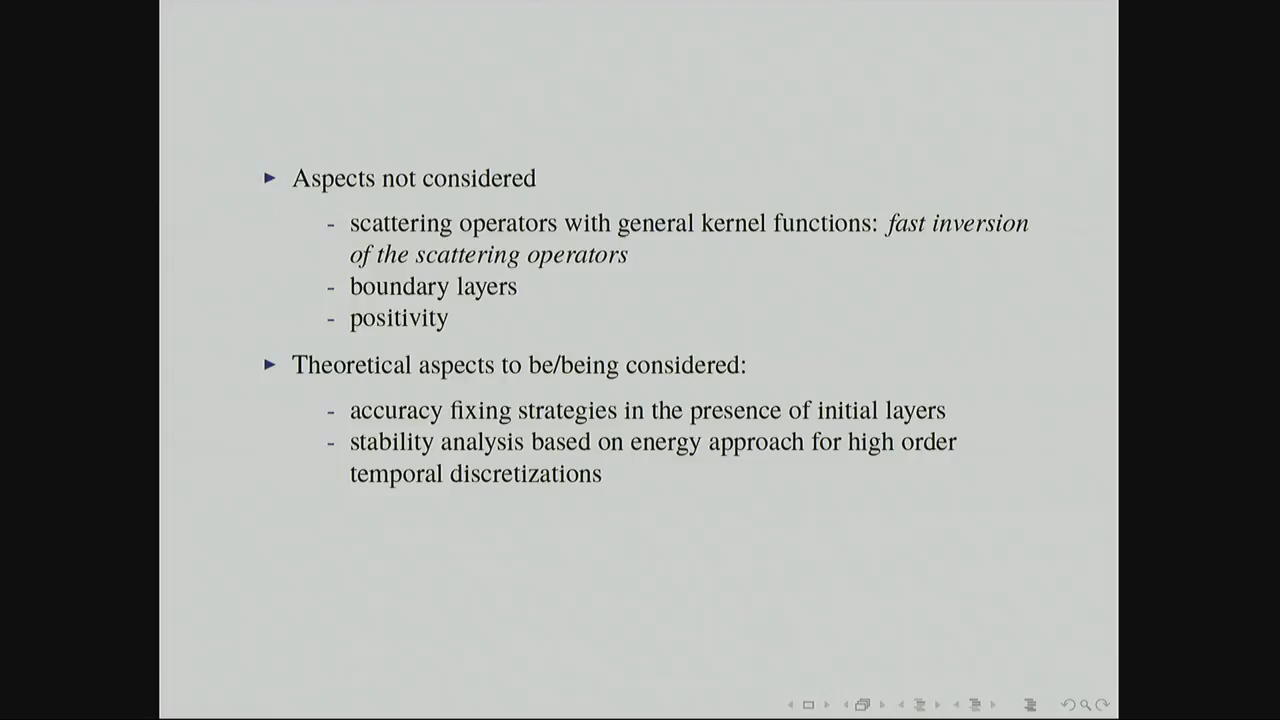 Aspects not considered
- scattering operators with general kernel functions: fast inversion
of the scattering operators
- boundary layers
- positivity
Theoretical aspects to be/being considered:
- accuracy fixing strategies in the presence of initial layers
- stability analysis based on energy approach for high order
temporal discretizations